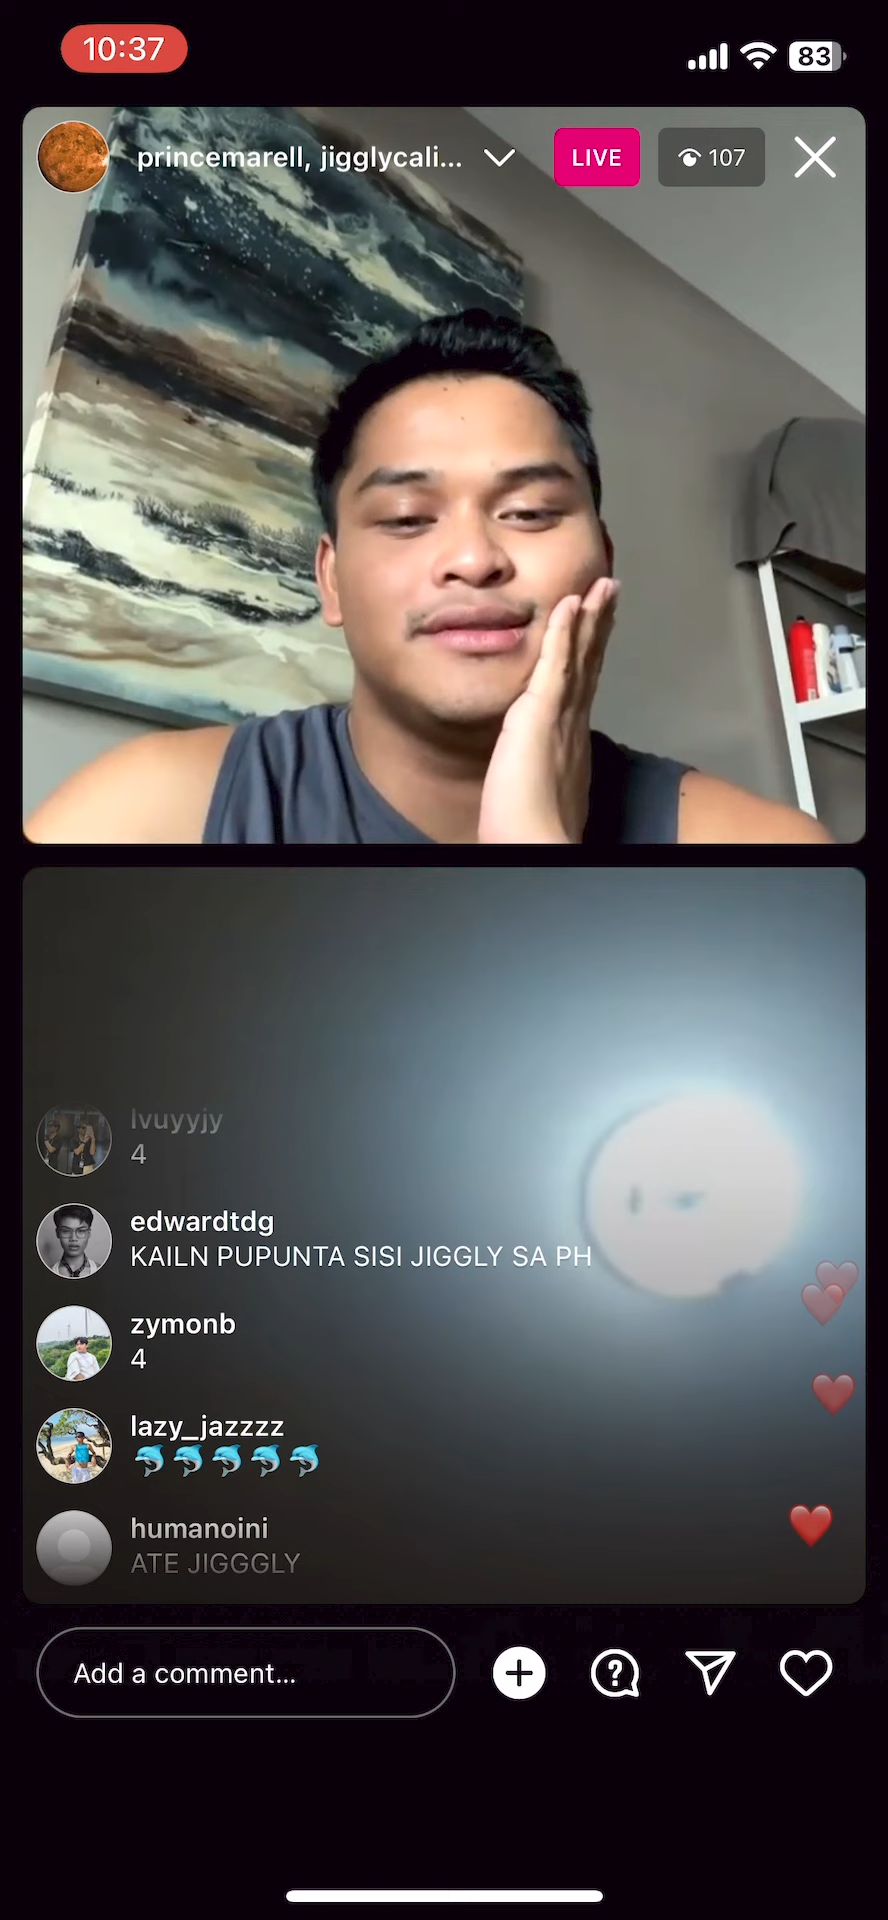 10:37
83
princemarell, jigglycali...
LIVE
107
lvuyyjy
4
edwardtdg
KAILN PUPUNTA SISI JIGGLY SA PH
zymonb
4
lazy_jazzzz
🐬🐬🐬🐬🐬
humanoini
ATE JIGGGLY
Add a comment...